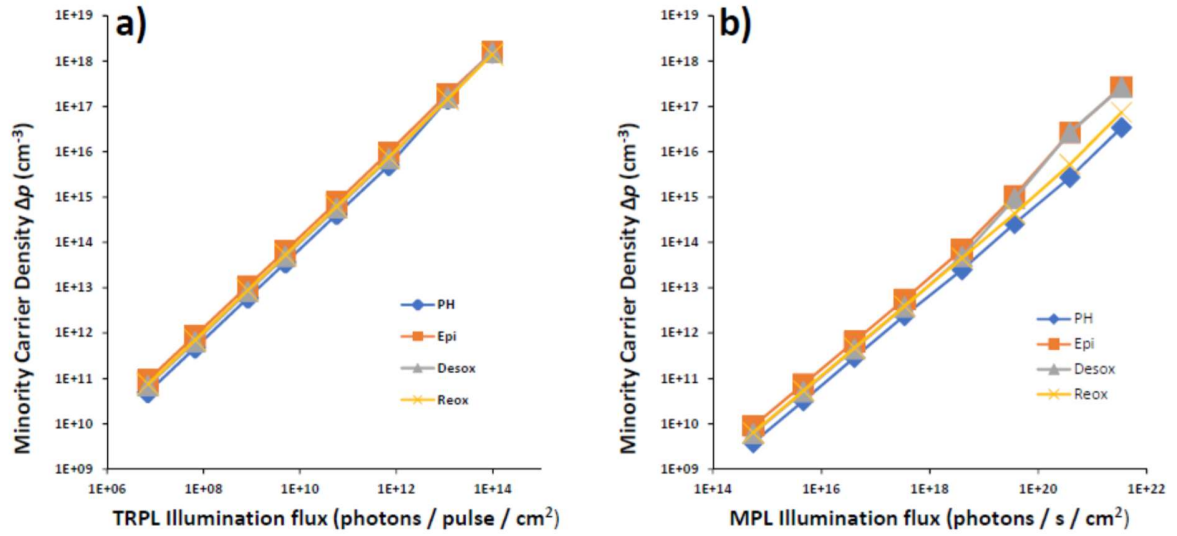 a)
Minority Carrier Density Δp (cm-3)
1E+19
1E+18
1E+17
1E+16
1E+15
1E+14
1E+13
1E+12
1E+11
1E+10
1E+09
1E+06
1E+08
1E+10
1E+12
1E+14
TRPL Illumination flux (photons / pulse / cm2)
PH
Epi
Desox
Reox
b)
Minority Carrier Density Δp (cm-3)
1E+19
1E+18
1E+17
1E+16
1E+15
1E+14
1E+13
1E+12
1E+11
1E+10
1E+09
1E+14
1E+16
1E+18
1E+20
1E+22
MPL Illumination flux (photons / s / cm2)
PH
Epi
Desox
Reox